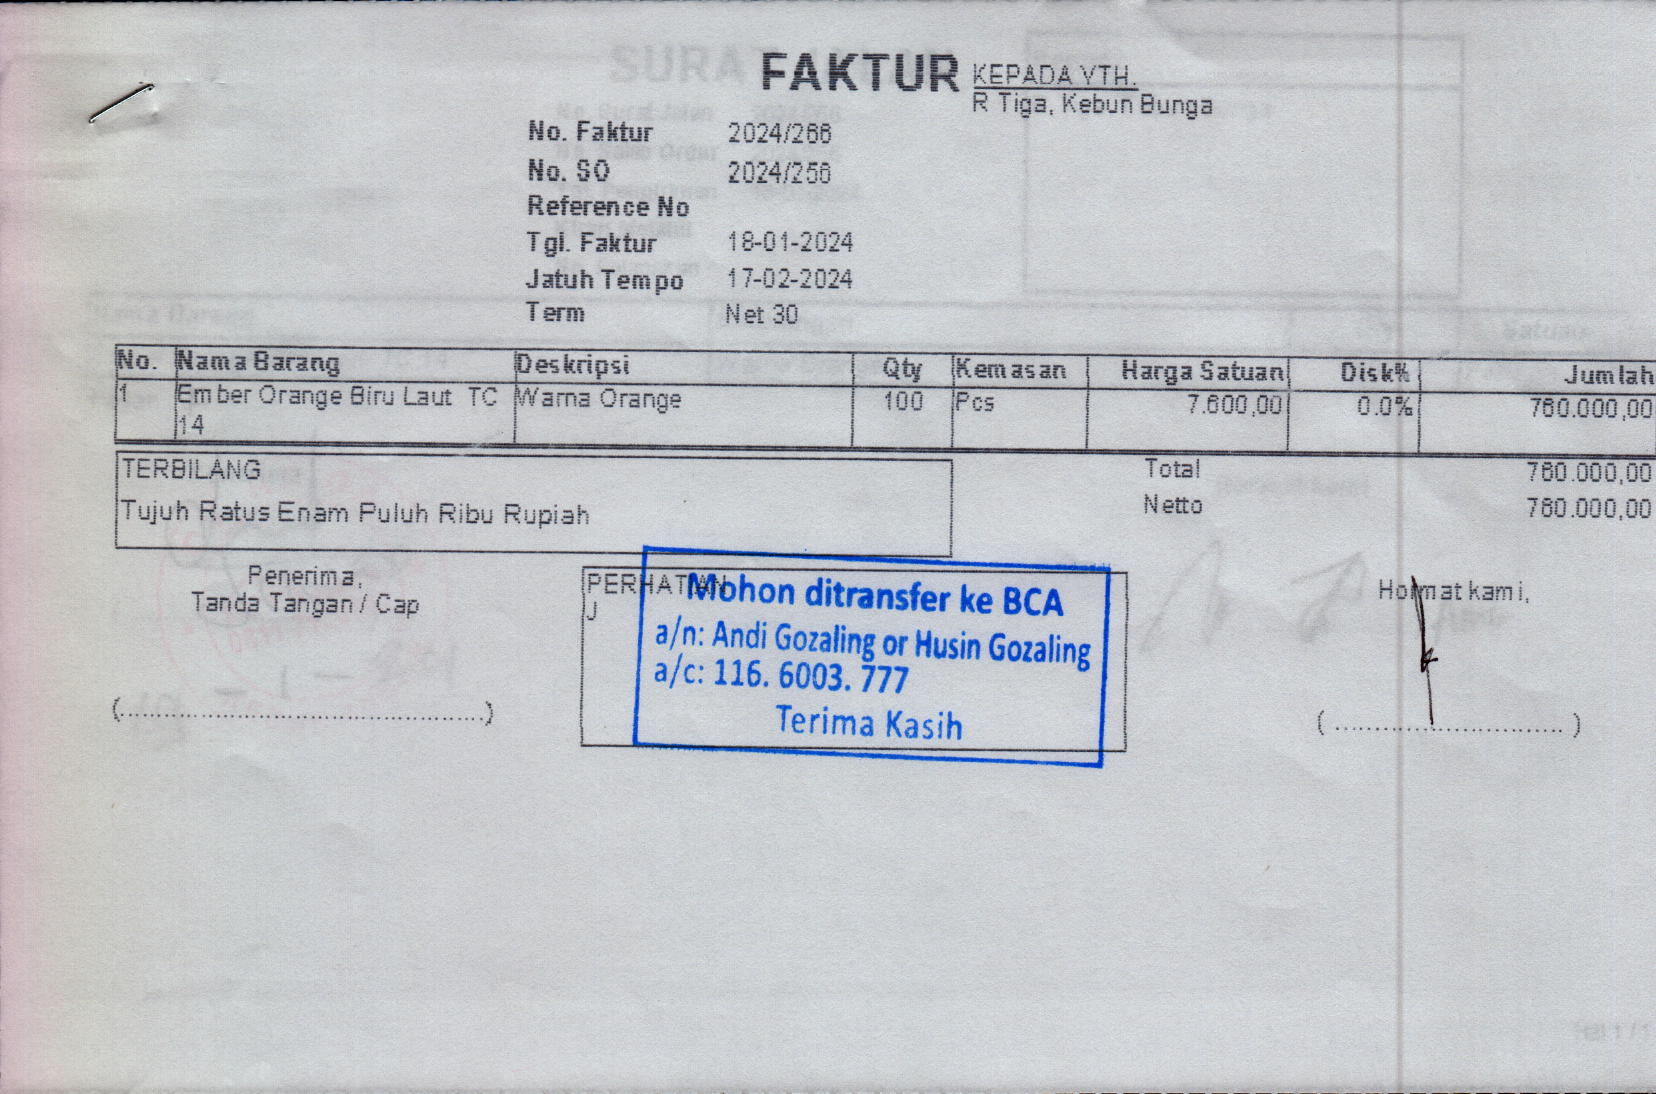 FAKTUR
KEPADA YTH.
R Tiga, Kebun Bunga
No. Faktur 2024/266
No. SO 2024/256
Reference No
Tgl. Faktur 18-01-2024
Jatuh Tempo 17-02-2024
Term Net 30
No. Nama Barang Deskripsi Qty Kemasan Harga Satuan Disk% Jumlah
1 Ember Orange Biru Laut TC Warna Orange 100 Pcs 7.600,00 0.0% 760.000,00
14
TERBILANG Total 760.000,00
Tujuh Ratus Enam Puluh Ribu Rupiah Netto 760.000,00
Penerima,
Tanda Tangan / Cap
PERHATIAN
J
Mohon ditransfer ke BCA
a/n: Andi Gozaling or Husin Gozaling
a/c: 116. 6003. 777
Terima Kasih
Hormat kami,
(................................................)
( .............................. )